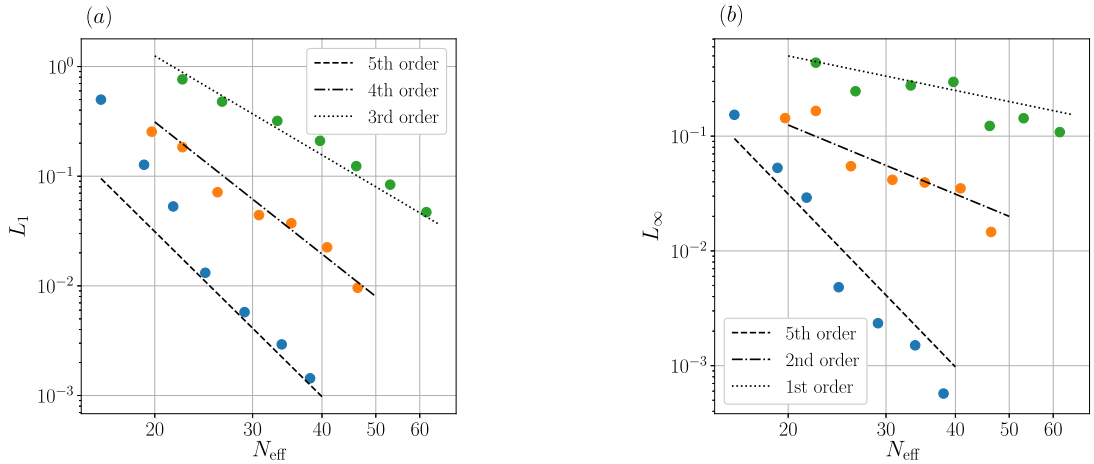 (a)
10^0
10^{-1}
10^{-2}
10^{-3}
L_1
5th order
4th order
3rd order
20
30
40
50
60
N_eff
(b)
10^{-1}
10^{-2}
10^{-3}
L_∞
5th order
2nd order
1st order
20
30
40
50
60
N_eff